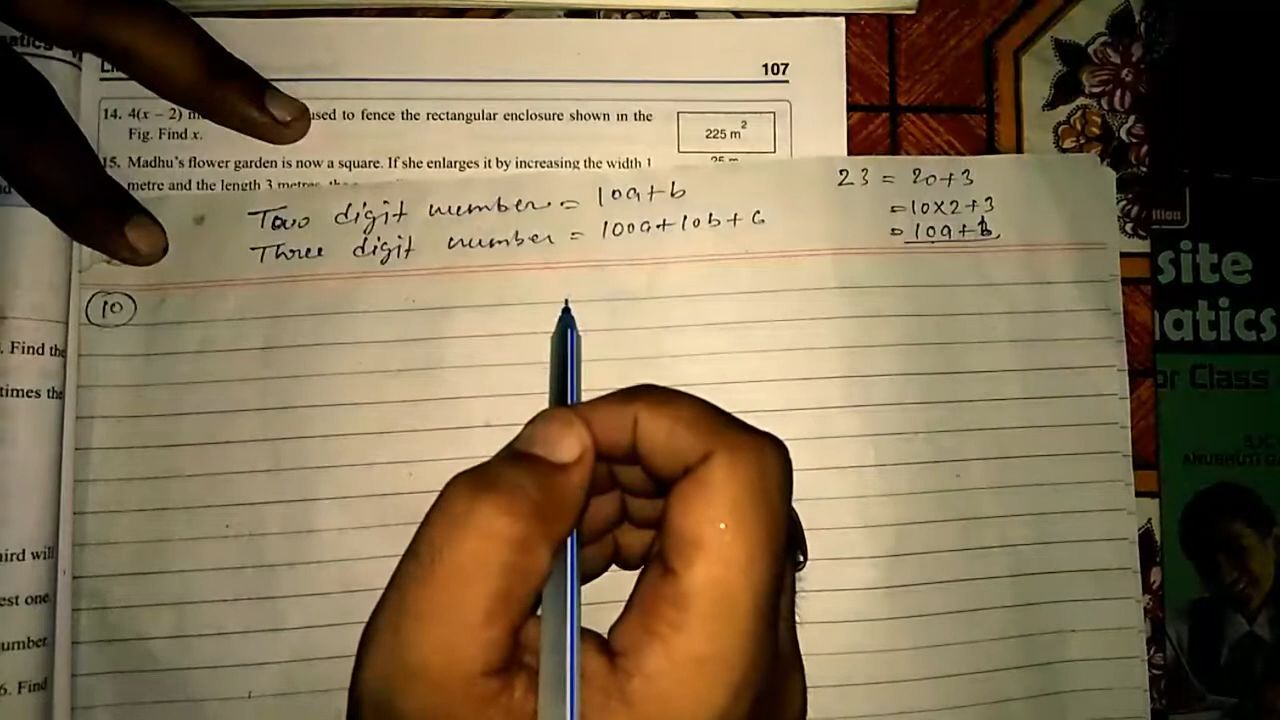 107
14. 4(x – 2) used to fence the rectangular enclosure shown in the
Fig. Find x.
225 m²
15. Madhu's flower garden is now a square. If she enlarges it by increasing the width 1
metre and the length 3
Two digit number = 10a+b
Three digit number = 100a+10b+c
23 = 20+3
=10×2+3
=10a+b
10
. Find the
times the
will
est one
6. Find
site
atics
or Class